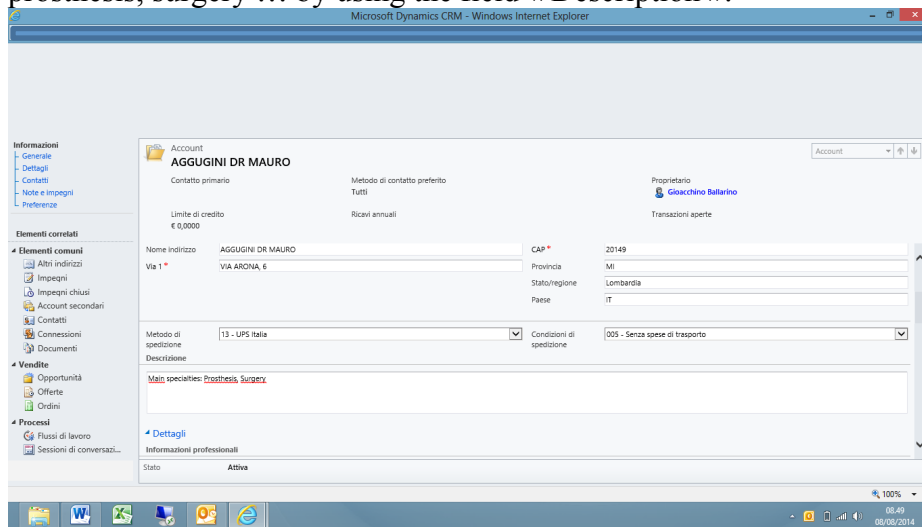 prosthesis, surgery … by using the field «Description».
Microsoft Dynamics CRM - Windows Internet Explorer
Informazioni
Generale
Dettagli
Contatti
Note e impegni
Preferenze
Elementi correlati
Elementi comuni
Altri indirizzi
Impegni
Impegni chiusi
Account secondari
Contatti
Connessioni
Documenti
Vendite
Opportunità
Offerte
Ordini
Processi
Flussi di lavoro
Sessioni di conversazi...
Account
AGGUGINI DR MAURO
Account
Contatto primario Metodo di contatto preferito Proprietario
Tutti Gioacchino Ballarino
Limite di credito Ricavi annuali Transazioni aperte
€ 0,0000
Nome indirizzo AGGUGINI DR MAURO CAP * 20149
Via 1 * VIA ARONA, 6 Provincia MI
Stato/regione Lombardia
Paese IT
Metodo di spedizione 13 - UPS Italia Condizioni di spedizione 005 - Senza spese di trasporto
Descrizione
Main specialties: Prosthesis, Surgery
Dettagli
Informazioni professionali
Stato Attiva
100%
08.49
08/08/2014